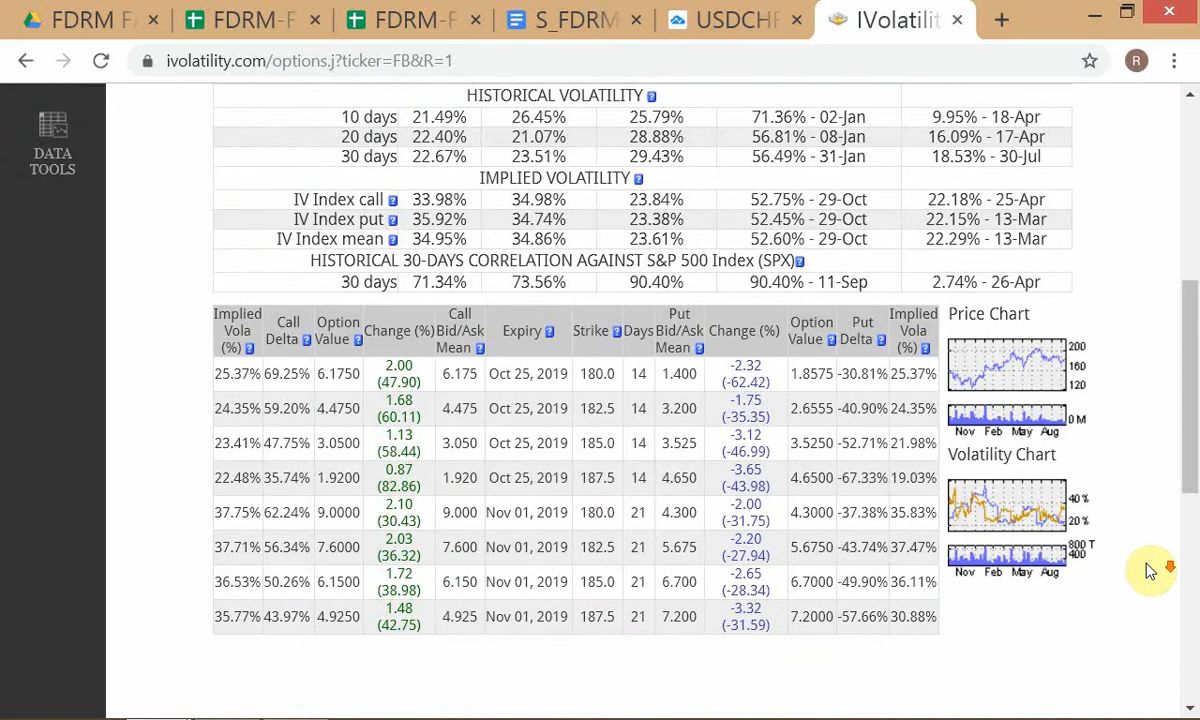 FDRM F
FDRM-F
FDRM-F
S_FDRM
USDCHF
IVolatilit
ivolatility.com/options.j?ticker=FB&R=1
R
DATA
TOOLS
HISTORICAL VOLATILITY ?
10 days 21.49% 26.45% 25.79% 71.36% - 02-Jan 9.95% - 18-Apr
20 days 22.40% 21.07% 28.88% 56.81% - 08-Jan 16.09% - 17-Apr
30 days 22.67% 23.51% 29.43% 56.49% - 31-Jan 18.53% - 30-Jul
IMPLIED VOLATILITY ?
IV Index call ? 33.98% 34.98% 23.84% 52.75% - 29-Oct 22.18% - 25-Apr
IV Index put ? 35.92% 34.74% 23.38% 52.45% - 29-Oct 22.15% - 13-Mar
IV Index mean ? 34.95% 34.86% 23.61% 52.60% - 29-Oct 22.29% - 13-Mar
HISTORICAL 30-DAYS CORRELATION AGAINST S&P 500 Index (SPX) ?
30 days 71.34% 73.56% 90.40% 90.40% - 11-Sep 2.74% - 26-Apr
Implied Vola (%) ? Call Delta ? Option Value ? Change (%) Call Bid/Ask Mean ? Expiry ? Strike ? Days Put Bid/Ask Mean ? Change (%) Option Value ? Put Delta ? Implied Vola (%) ?
25.37% 69.25% 6.1750 2.00 (47.90) 6.175 Oct 25, 2019 180.0 14 1.400 -2.32 (-62.42) 1.8575 -30.81% 25.37%
24.35% 59.20% 4.4750 1.68 (60.11) 4.475 Oct 25, 2019 182.5 14 3.200 -1.75 (-35.35) 2.6555 -40.90% 24.35%
23.41% 47.75% 3.0500 1.13 (58.44) 3.050 Oct 25, 2019 185.0 14 3.525 -3.12 (-46.99) 3.5250 -52.71% 21.98%
22.48% 35.74% 1.9200 0.87 (82.86) 1.920 Oct 25, 2019 187.5 14 4.650 -3.65 (-43.98) 4.6500 -67.33% 19.03%
37.75% 62.24% 9.0000 2.10 (30.43) 9.000 Nov 01, 2019 180.0 21 4.300 -2.00 (-31.75) 4.3000 -37.38% 35.83%
37.71% 56.34% 7.6000 2.03 (36.32) 7.600 Nov 01, 2019 182.5 21 5.675 -2.20 (-27.94) 5.6750 -43.74% 37.47%
36.53% 50.26% 6.1500 1.72 (38.98) 6.150 Nov 01, 2019 185.0 21 6.700 -2.65 (-28.34) 6.7000 -49.90% 36.11%
35.77% 43.97% 4.9250 1.48 (42.75) 4.925 Nov 01, 2019 187.5 21 7.200 -3.32 (-31.59) 7.2000 -57.66% 30.88%
Price Chart
200
160
120
0 M
Nov Feb May Aug
Volatility Chart
40 %
20 %
800 T
400
Nov Feb May Aug